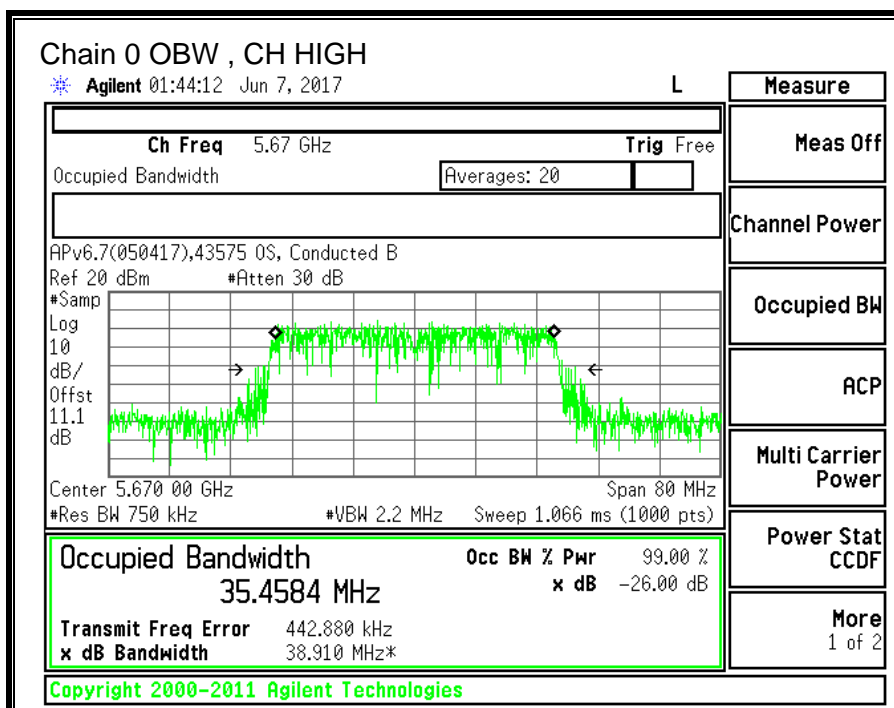 Chain 0 OBW , CH HIGH
Agilent 01:44:12 Jun 7, 2017 L
Measure
Ch Freq 5.67 GHz Trig Free
Occupied Bandwidth Averages: 20
APv6.7(050417),43575 OS, Conducted B
Ref 20 dBm #Atten 30 dB
#Samp
Log
10
dB/
Offst
11.1
dB
Center 5.670 00 GHz Span 80 MHz
#Res BW 750 kHz #VBW 2.2 MHz Sweep 1.066 ms (1000 pts)
Occupied Bandwidth Occ BW % Pwr 99.00 %
35.4584 MHz x dB -26.00 dB
Transmit Freq Error 442.880 kHz
x dB Bandwidth 38.910 MHz*
Copyright 2000-2011 Agilent Technologies
Meas Off
Channel Power
Occupied BW
ACP
Multi Carrier
Power
Power Stat
CCDF
More
1 of 2